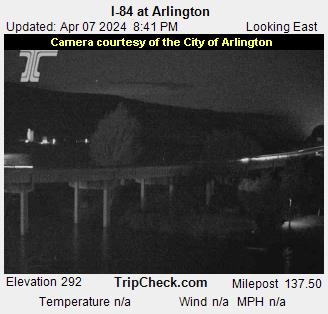 I-84 at Arlington
Updated: Apr 07 2024 8:41 PM Looking East
Camera courtesy of the City of Arlington
Elevation 292 TripCheck.com Milepost 137.50
Temperature n/a Wind n/a MPH n/a